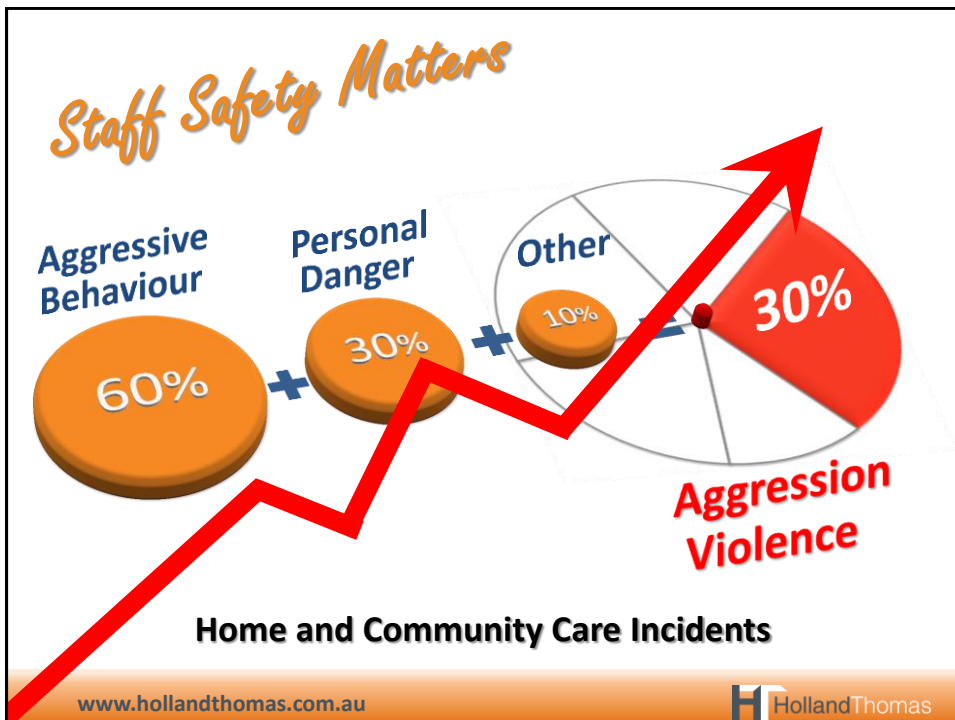 Staff Safety Matters
Aggressive
Behaviour
Personal
Danger
Other
60%
+
30%
+
10%
=
30%
Aggression
Violence
Home and Community Care Incidents
www.hollandthomas.com.au
HT HollandThomas